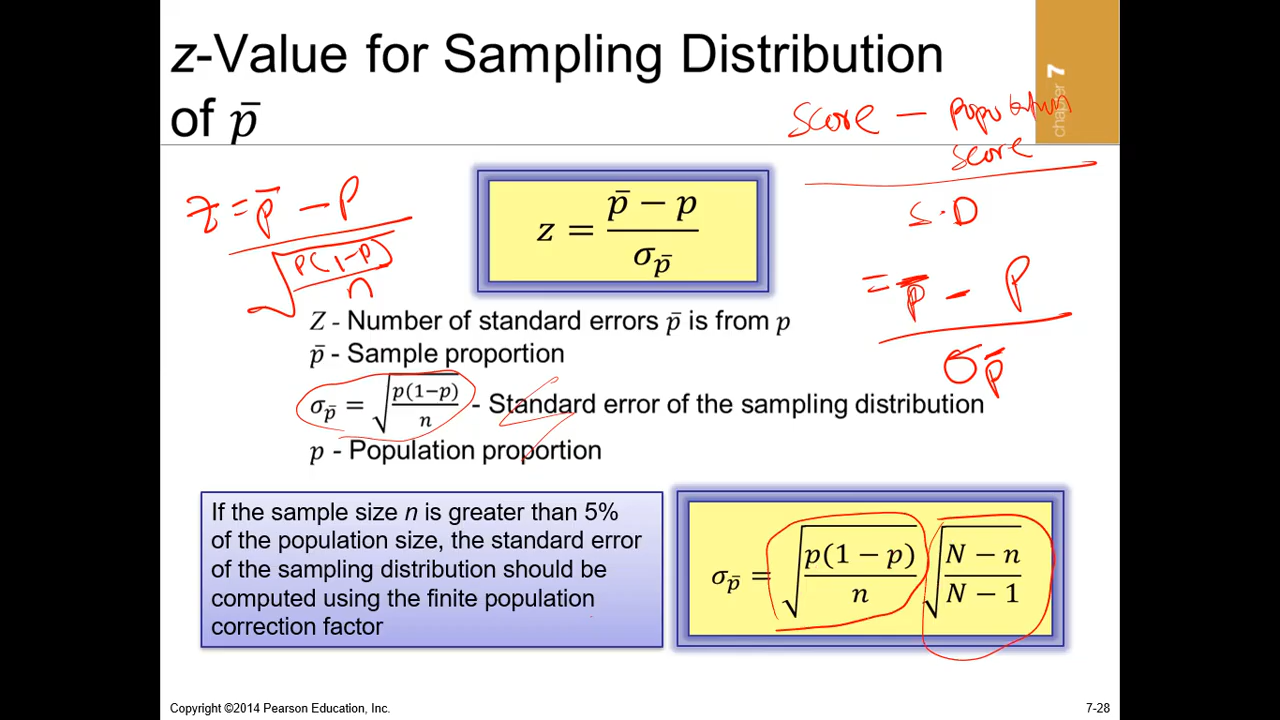 z-Value for Sampling Distribution
of p̄
chapter 7
score — population
score
S.D
= p̄ - p
σp̄
z = p̄ - p
√(p(1-p)/n)
z = (p̄ − p)/σp̄
Z - Number of standard errors p̄ is from p
p̄ - Sample proportion
σp̄ = √(p(1−p)/n) - Standard error of the sampling distribution
p - Population proportion
If the sample size n is greater than 5%
of the population size, the standard error
of the sampling distribution should be
computed using the finite population
correction factor
σp̄ = √(p(1 − p)/n) √((N − n)/(N − 1))
Copyright ©2014 Pearson Education, Inc.
7-28